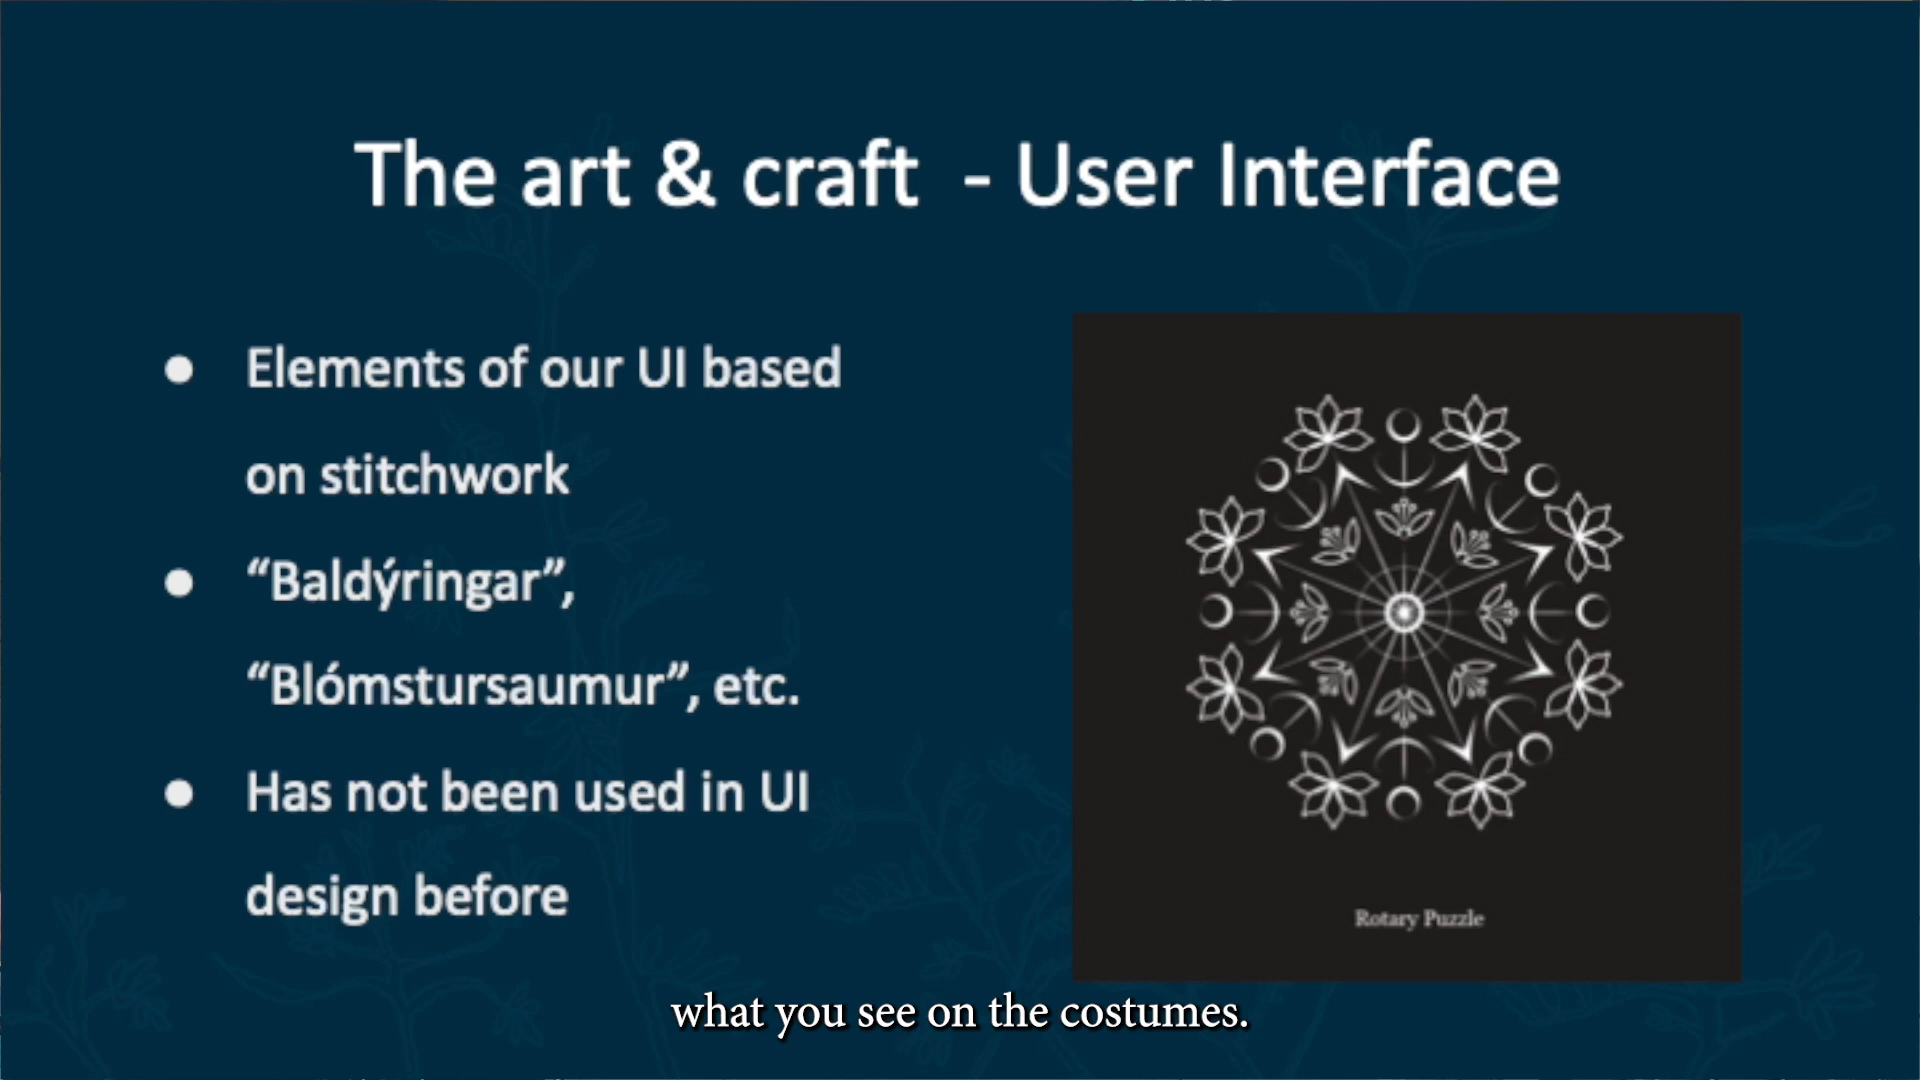 The art & craft - User Interface
● Elements of our UI based
on stitchwork
● “Baldýringar”,
“Blómstursaumur”, etc.
● Has not been used in UI
design before
Rotary Puzzle
what you see on the costumes.